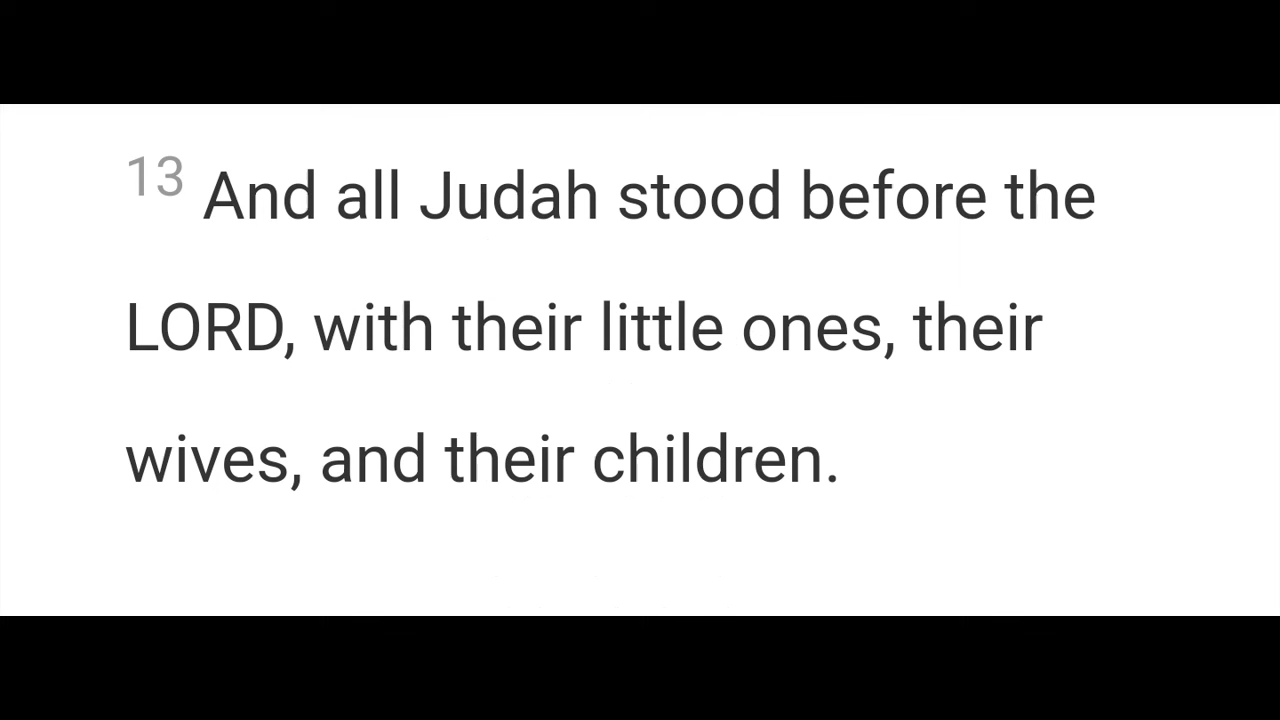 13 And all Judah stood before the
LORD, with their little ones, their
wives, and their children.